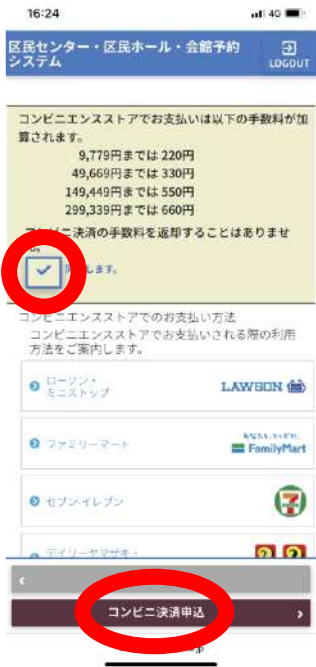 16:24
4G
区民センター・区民ホール・会館予約
システム
LOGOUT
コンビニエンスストアでお支払いは以下の手数料が加
算されます。
9,779円までは 220円
49,669円までは 330円
149,449円までは 550円
299,339円までは 660円
コンビニ決済の手数料を返却することはありませ
します。
コンビニエンスストアでのお支払い方法
コンビニエンスストアでお支払いされる際の利用
方法をご案内します。
ローソン・
ミニストップ
LAWSON
ファミリーマート
FamilyMart
セブン-イレブン
デイリーヤマザキ・
コンビニ決済申込